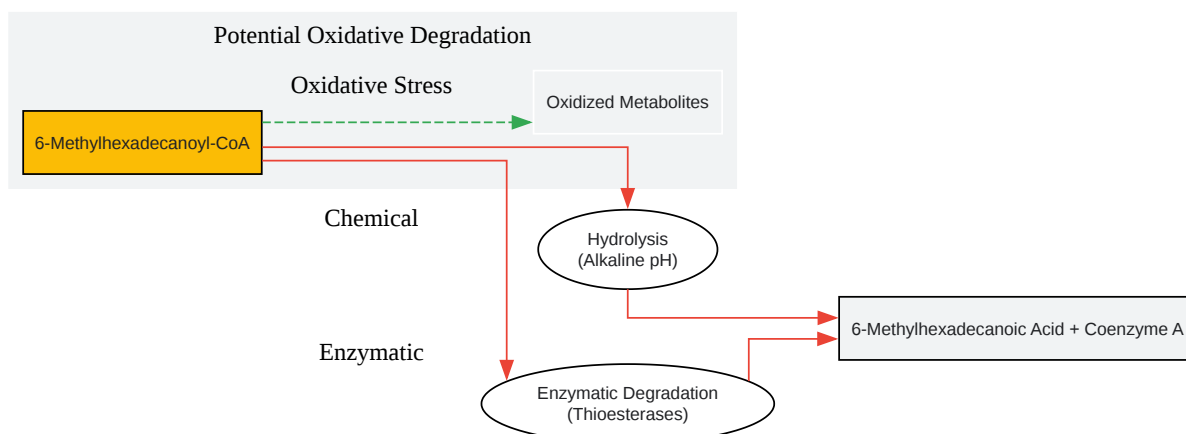 Potential Oxidative Degradation
Oxidative Stress
Oxidized Metabolites
6-Methylhexadecanoyl-CoA
Chemical
Hydrolysis
(Alkaline pH)
6-Methylhexadecanoic Acid + Coenzyme A
Enzymatic
Enzymatic Degradation
(Thioesterases)